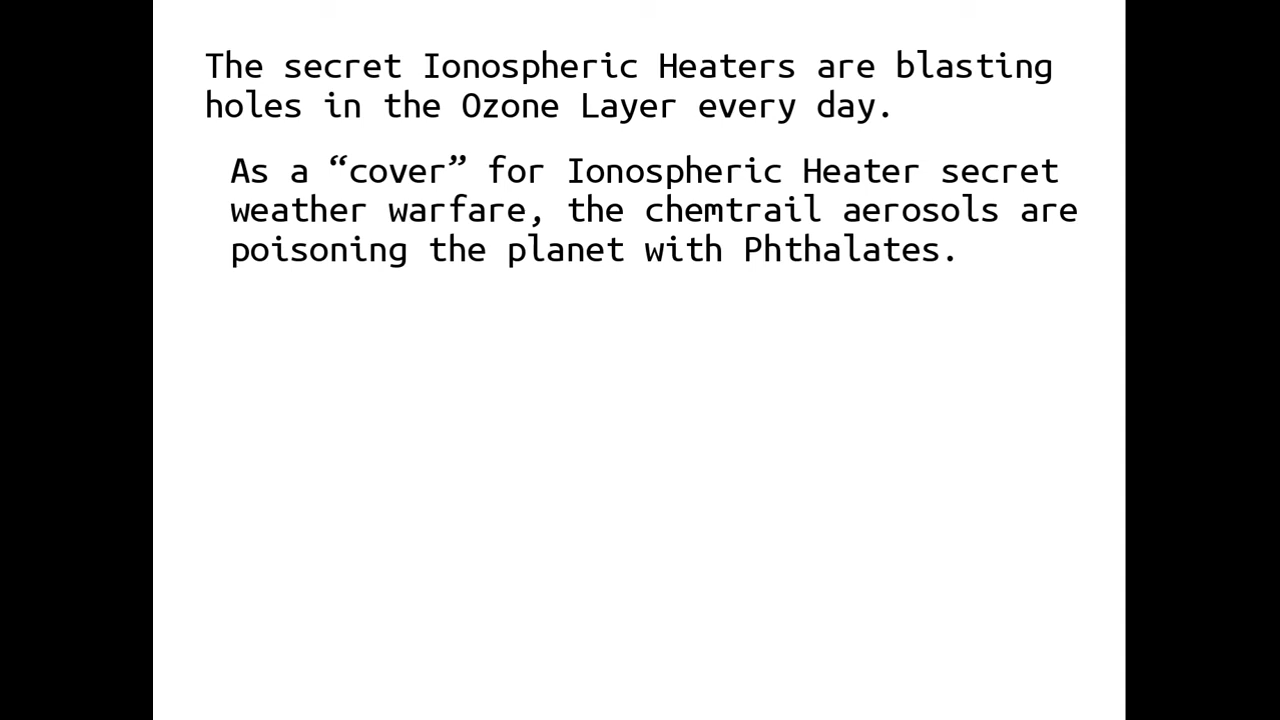 The secret Ionospheric Heaters are blasting
holes in the Ozone Layer every day.
As a “cover” for Ionospheric Heater secret
weather warfare, the chemtrail aerosols are
poisoning the planet with Phthalates.